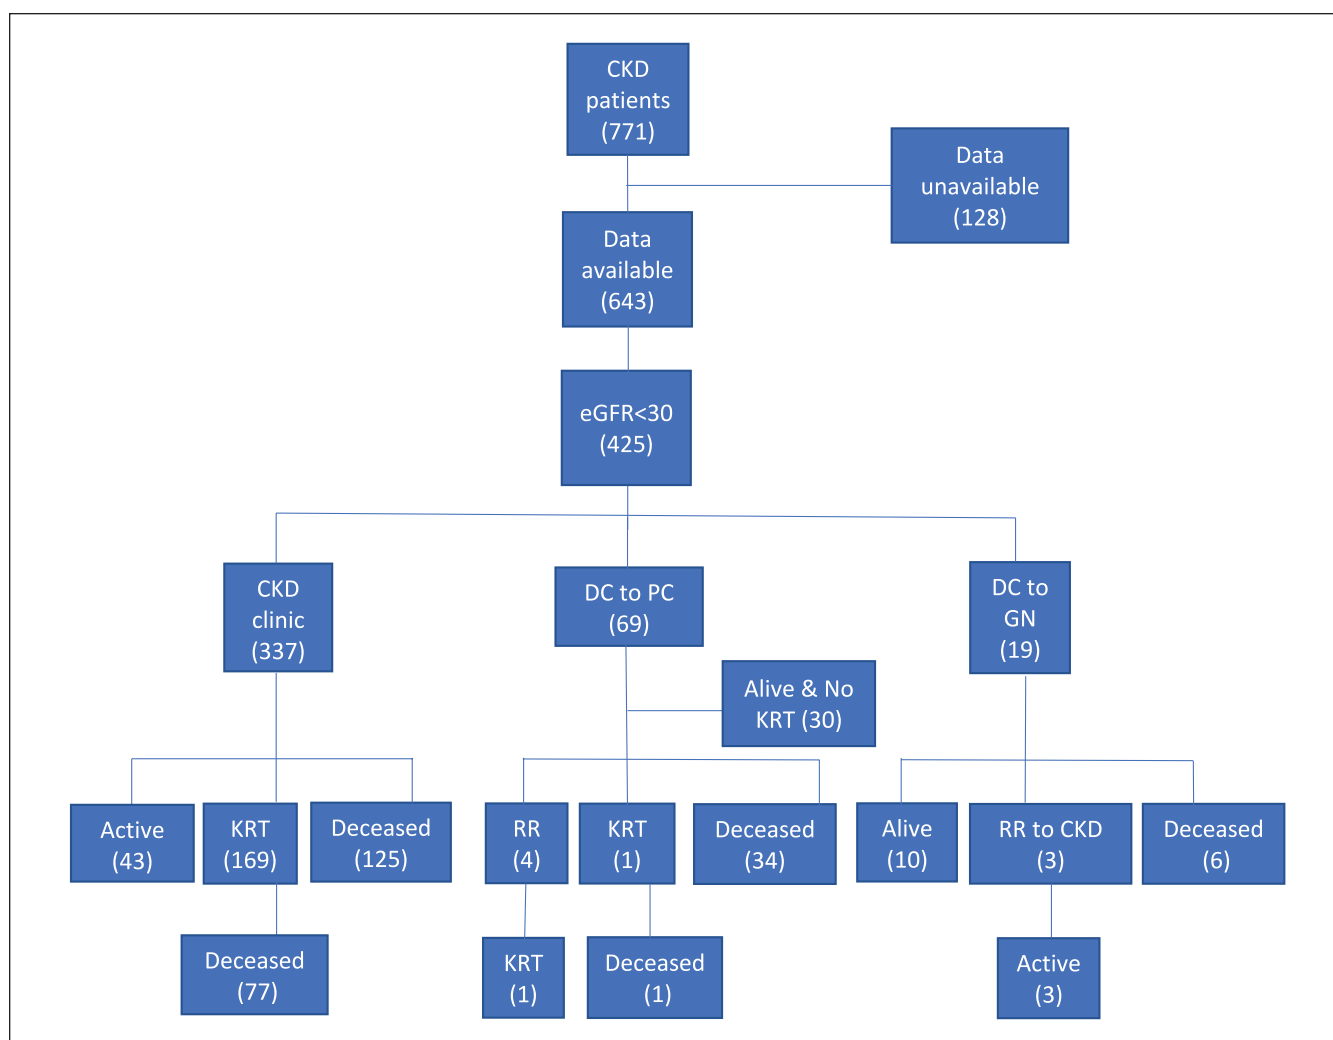 CKD
patients
(771)
Data
unavailable
(128)
Data
available
(643)
eGFR<30
(425)
CKD
clinic
(337)
DC to PC
(69)
DC to
GN
(19)
Alive & No
KRT (30)
Active
(43)
KRT
(169)
Deceased
(125)
RR
(4)
KRT
(1)
Deceased
(34)
Alive
(10)
RR to CKD
(3)
Deceased
(6)
Deceased
(77)
KRT
(1)
Deceased
(1)
Active
(3)